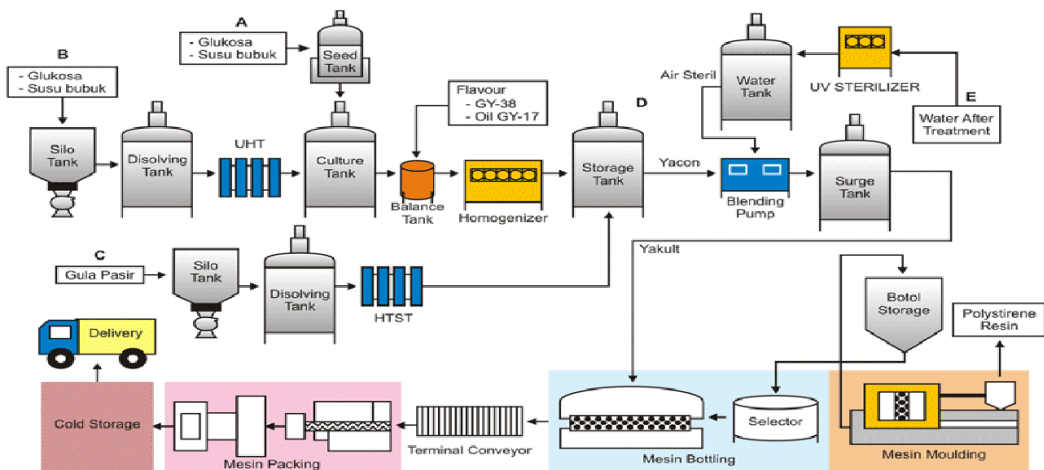 A
- Glukosa
- Susu bubuk
Seed
Tank
B
- Glukosa
- Susu bubuk
Silo
Tank
Disolving
Tank
UHT
Culture
Tank
Flavour
- GY-38
- Oil GY-17
Balance
Tank
Homogenizer
D
Storage
Tank
Yacon
Air Steril
Water
Tank
UV STERILIZER
E
Water After
Treatment
Blending
Pump
Surge
Tank
C
Gula Pasir
Silo
Tank
Disolving
Tank
HTST
Yakult
Botol
Storage
Polystirene
Resin
Delivery
Cold Storage
Mesin Packing
Terminal Conveyor
Mesin Bottling
Selector
Mesin Moulding